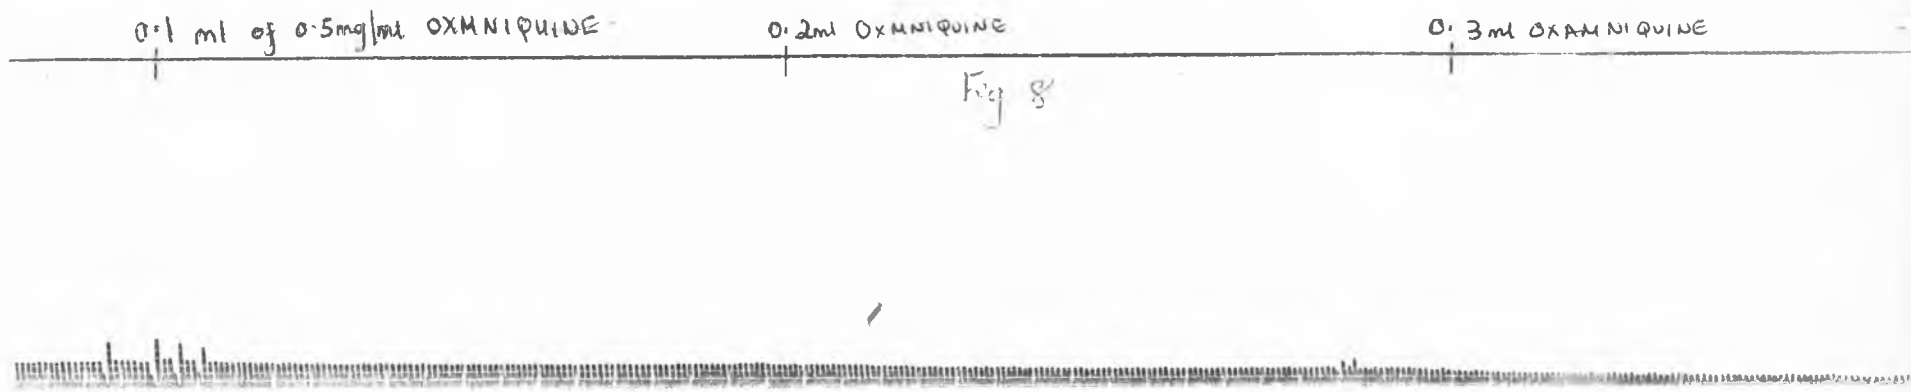 0.1 ml of 0.5mg/ml OXMNIQUINE 0.2ml OXMNIQUINE 0.3ml OXAMNIQUINE
Fig 8